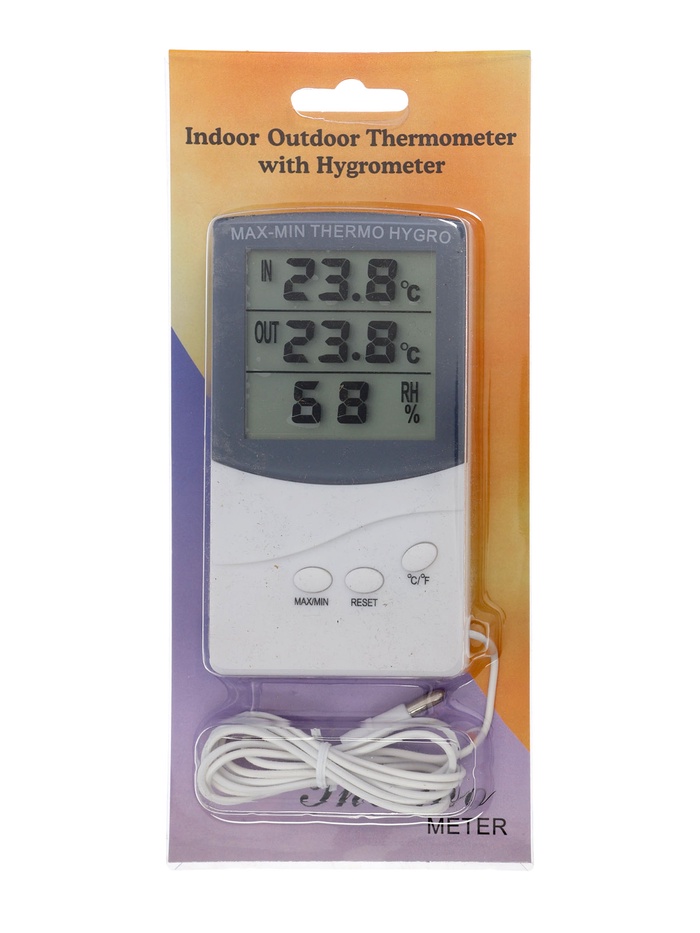 Indoor Outdoor Thermometer
with Hygrometer
MAX-MIN THERMO HYGRO
IN 23.8 °C
OUT 23.8 °C
68 RH %
MAX/MIN RESET °C/°F
METER